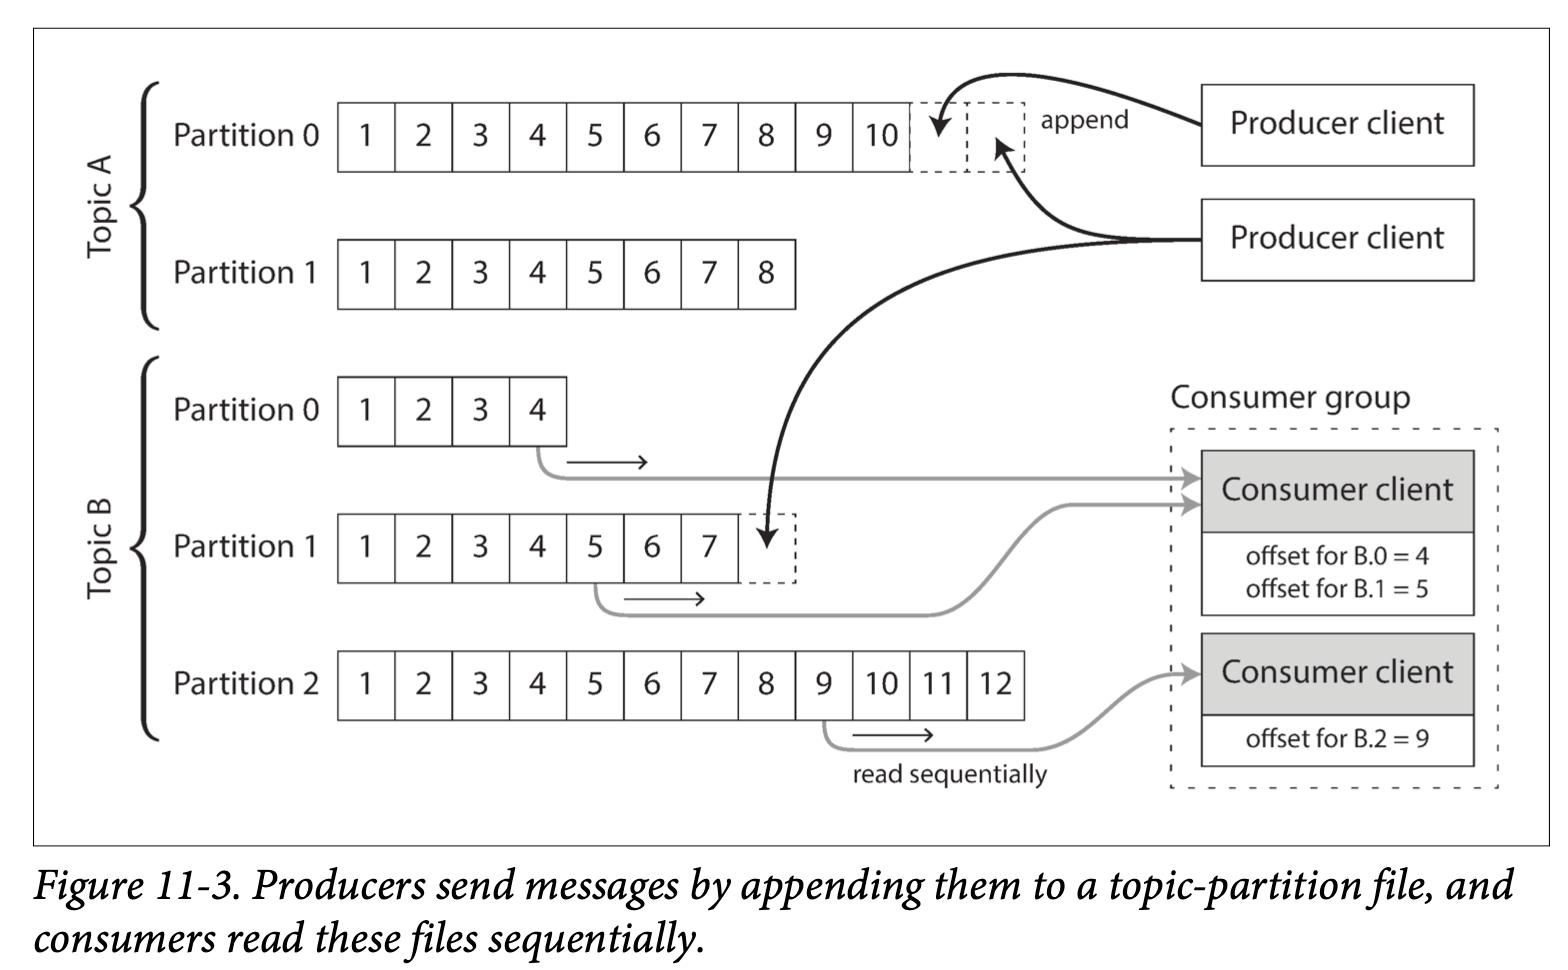 Topic A
Partition 0 1 2 3 4 5 6 7 8 9 10 append
Producer client
Producer client
Partition 1 1 2 3 4 5 6 7 8
Topic B
Partition 0 1 2 3 4
Partition 1 1 2 3 4 5 6 7
Partition 2 1 2 3 4 5 6 7 8 9 10 11 12
read sequentially
Consumer group
Consumer client
offset for B.0 = 4
offset for B.1 = 5
Consumer client
offset for B.2 = 9
Figure 11-3. Producers send messages by appending them to a topic-partition file, and
consumers read these files sequentially.